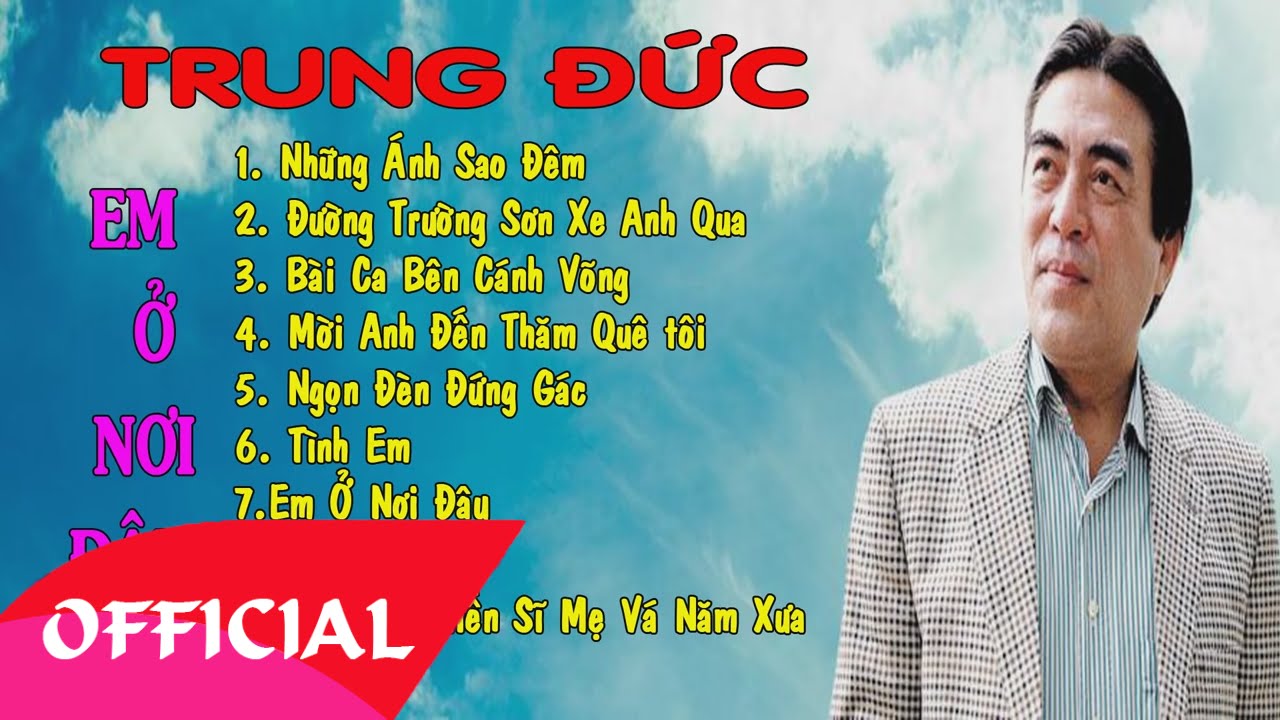 TRUNG ĐỨC
EM
Ở
NƠI
1. Những Ánh Sao Đêm
2. Đường Trường Sơn Xe Anh Qua
3. Bài Ca Bên Cánh Võng
4. Mời Anh Đến Thăm Quê tôi
5. Ngọn Đèn Đứng Gác
6. Tình Em
7.Em Ở Nơi Đâu
Sĩ Mẹ Vá Năm Xưa
OFFICIAL